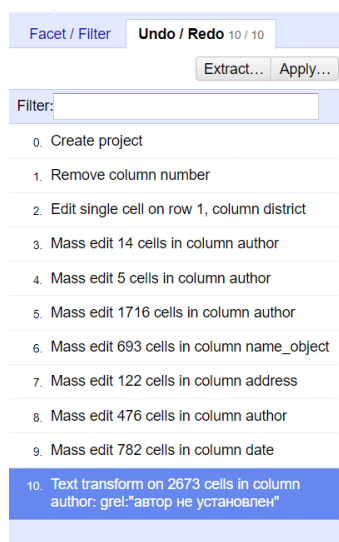 Facet / Filter Undo / Redo 10 / 10
Extract... Apply...
Filter:
0. Create project
1. Remove column number
2. Edit single cell on row 1, column district
3. Mass edit 14 cells in column author
4. Mass edit 5 cells in column author
5. Mass edit 1716 cells in column author
6. Mass edit 693 cells in column name_object
7. Mass edit 122 cells in column address
8. Mass edit 476 cells in column author
9. Mass edit 782 cells in column date
10. Text transform on 2673 cells in column
author: grel:"автор не установлен"